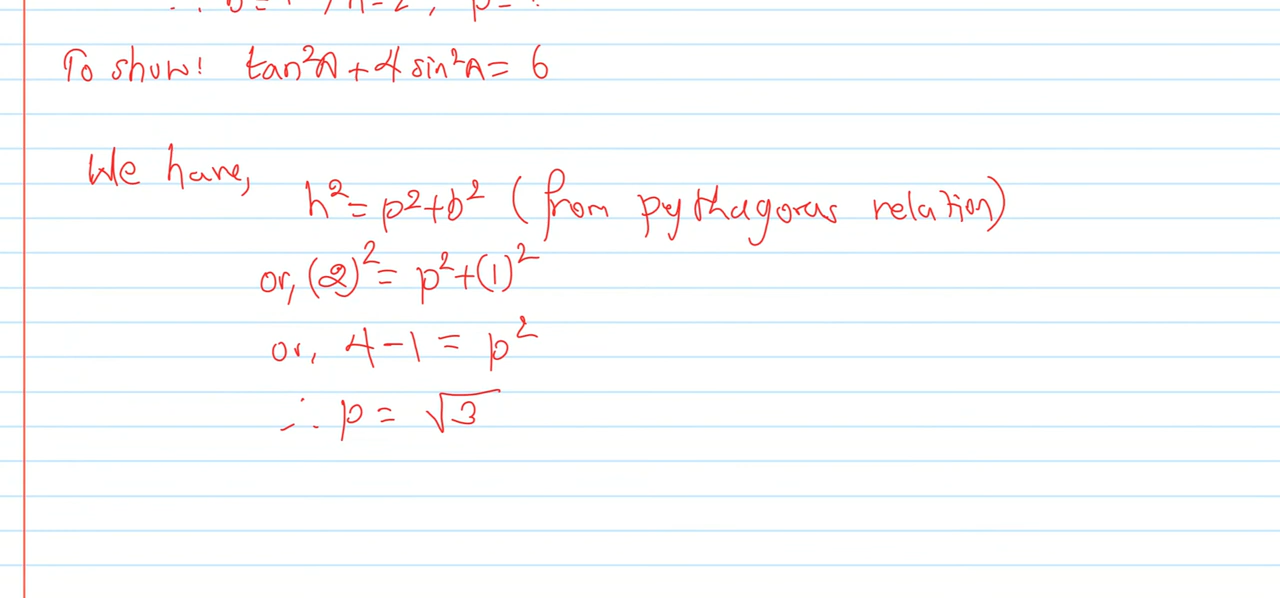 To show! tan²A + 4 sin²A = 6
We have,
h² = p² + b² (from pythagoras relation)
or, (2)² = p² + (1)²
or, 4 - 1 = p²
∴ p = √3